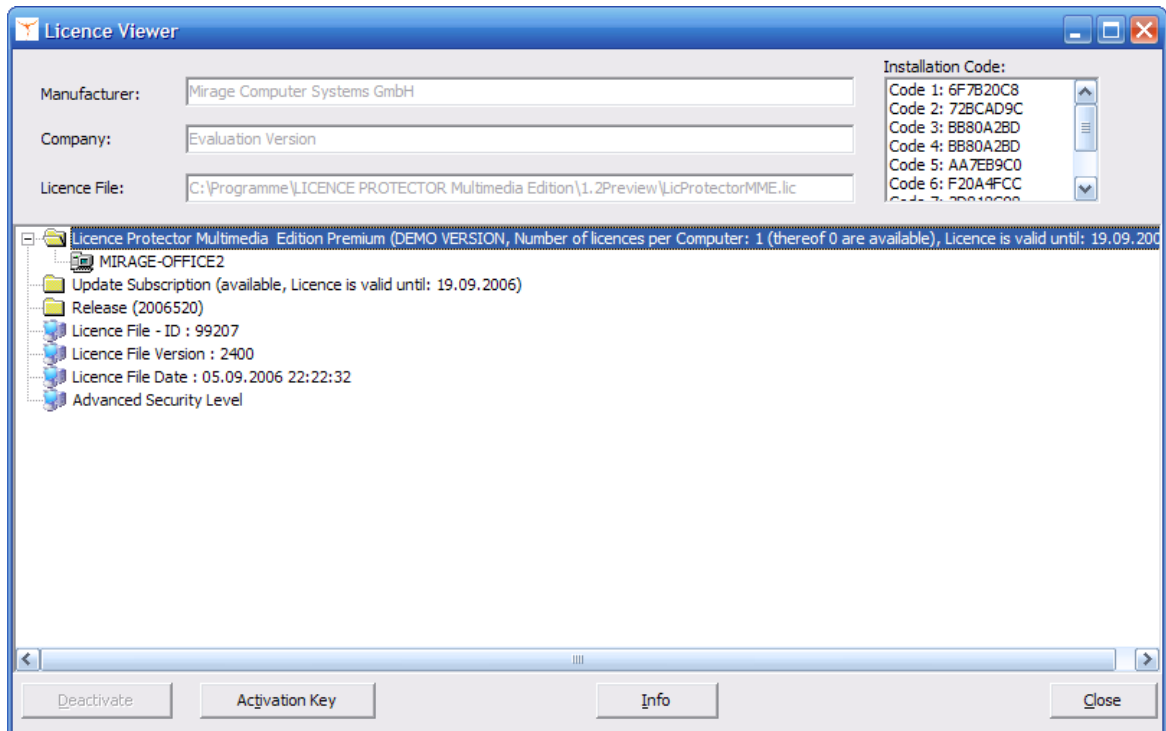 Licence Viewer
Manufacturer:
Mirage Computer Systems GmbH
Company:
Evaluation Version
Licence File:
C:\Programme\LICENCE PROTECTOR Multimedia Edition\1.2Preview\LicProtectorMME.lic
Installation Code:
Code 1: 6F7B20C8
Code 2: 72BCAD9C
Code 3: BB80A2BD
Code 4: BB80A2BD
Code 5: AA7EB9C0
Code 6: F20A4FCC
Licence Protector Multimedia Edition Premium (DEMO VERSION, Number of licences per Computer: 1 (thereof 0 are available), Licence is valid until: 19.09.200
MIRAGE-OFFICE2
Update Subscription (available, Licence is valid until: 19.09.2006)
Release (2006520)
Licence File - ID : 99207
Licence File Version : 2400
Licence File Date : 05.09.2006 22:22:32
Advanced Security Level
Deactivate
Activation Key
Info
Close